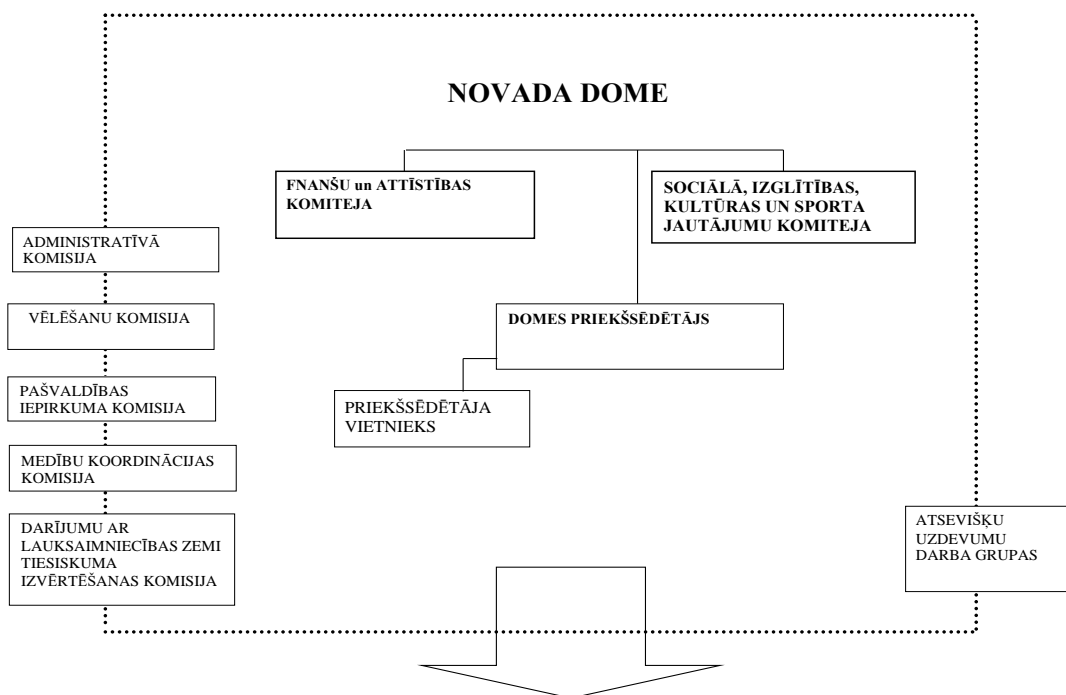 NOVADA DOME
FNANŠU un ATTĪSTĪBAS
KOMITEJA
SOCIĀLĀ, IZGLĪTĪBAS,
KULTŪRAS UN SPORTA
JAUTĀJUMU KOMITEJA
ADMINISTRATĪVĀ
KOMISIJA
VĒLĒŠANU KOMISIJA
DOMES PRIEKŠSĒDĒTĀJS
PAŠVALDĪBAS
IEPIRKUMA KOMISIJA
PRIEKŠSĒDĒTĀJA
VIETNIEKS
MEDĪBU KOORDINĀCIJAS
KOMISIJA
DARĪJUMU AR
LAUKSAIMNIECĪBAS ZEMI
TIESISKUMA
IZVĒRTĒŠANAS KOMISIJA
ATSEVIŠĶU
UZDEVUMU
DARBA GRUPAS